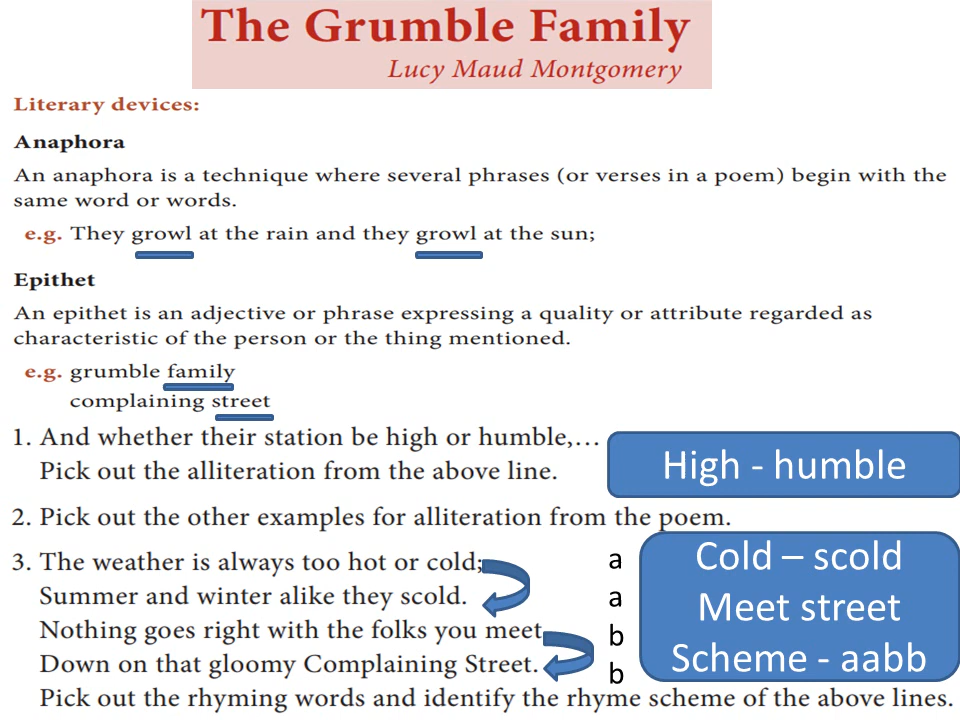 The Grumble Family
Lucy Maud Montgomery
Literary devices:
Anaphora
An anaphora is a technique where several phrases (or verses in a poem) begin with the
same word or words.
e.g. They growl at the rain and they growl at the sun;
Epithet
An epithet is an adjective or phrase expressing a quality or attribute regarded as
characteristic of the person or the thing mentioned.
e.g. grumble family
complaining street
1. And whether their station be high or humble,...
Pick out the alliteration from the above line.
High - humble
2. Pick out the other examples for alliteration from the poem.
3. The weather is always too hot or cold; a
Summer and winter alike they scold. a
Nothing goes right with the folks you meet b
Down on that gloomy Complaining Street. b
Cold – scold
Meet street
Scheme - aabb
Pick out the rhyming words and identify the rhyme scheme of the above lines.